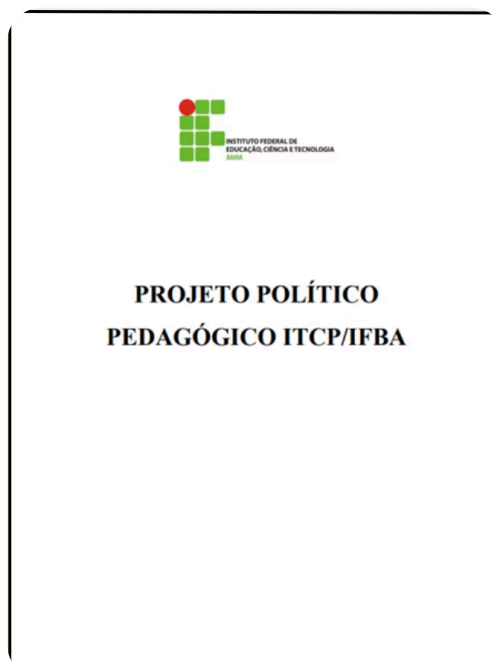 INSTITUTO FEDERAL DE
EDUCAÇÃO, CIÊNCIA E TECNOLOGIA
BAHIA
PROJETO POLÍTICO
PEDAGÓGICO ITCP/IFBA